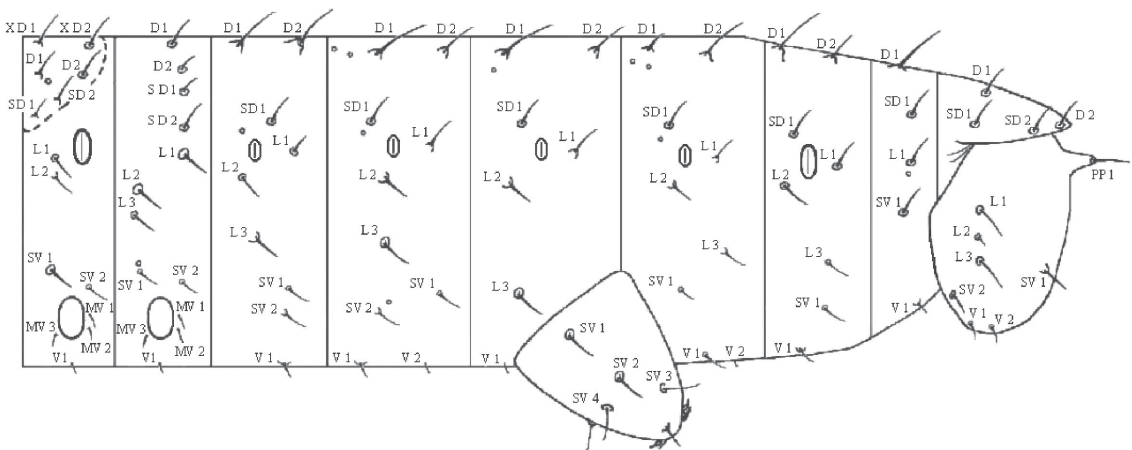 XD1 XD2 D1 D1 D2 D1 D2 D1 D2 D1 D2 D1 D2 D1 D1
D1 D2 D2 D2
SD2 SD1
SD1 SD2 SD1 SD1 SD1 SD1 SD1 SD1 SD1 SD2
L1 L1 L1 L1 L1 L1 L1 L1
L2 L2 L2 L2 L2 L2 L2 PP1
L3 SV1 L1
L3 L3 L3 L3 L2
SV1 SV2 SV1 SV2 SV1 SV1 L3 SV1
MV1 MV1 SV2 SV2 SV1 SV1 V1 SV2
MV3 MV2 MV3 MV2 SV1 V1 V2
V1 V1 V1 V1 V2 V1 V1 V2 V1
SV2 SV3
SV4